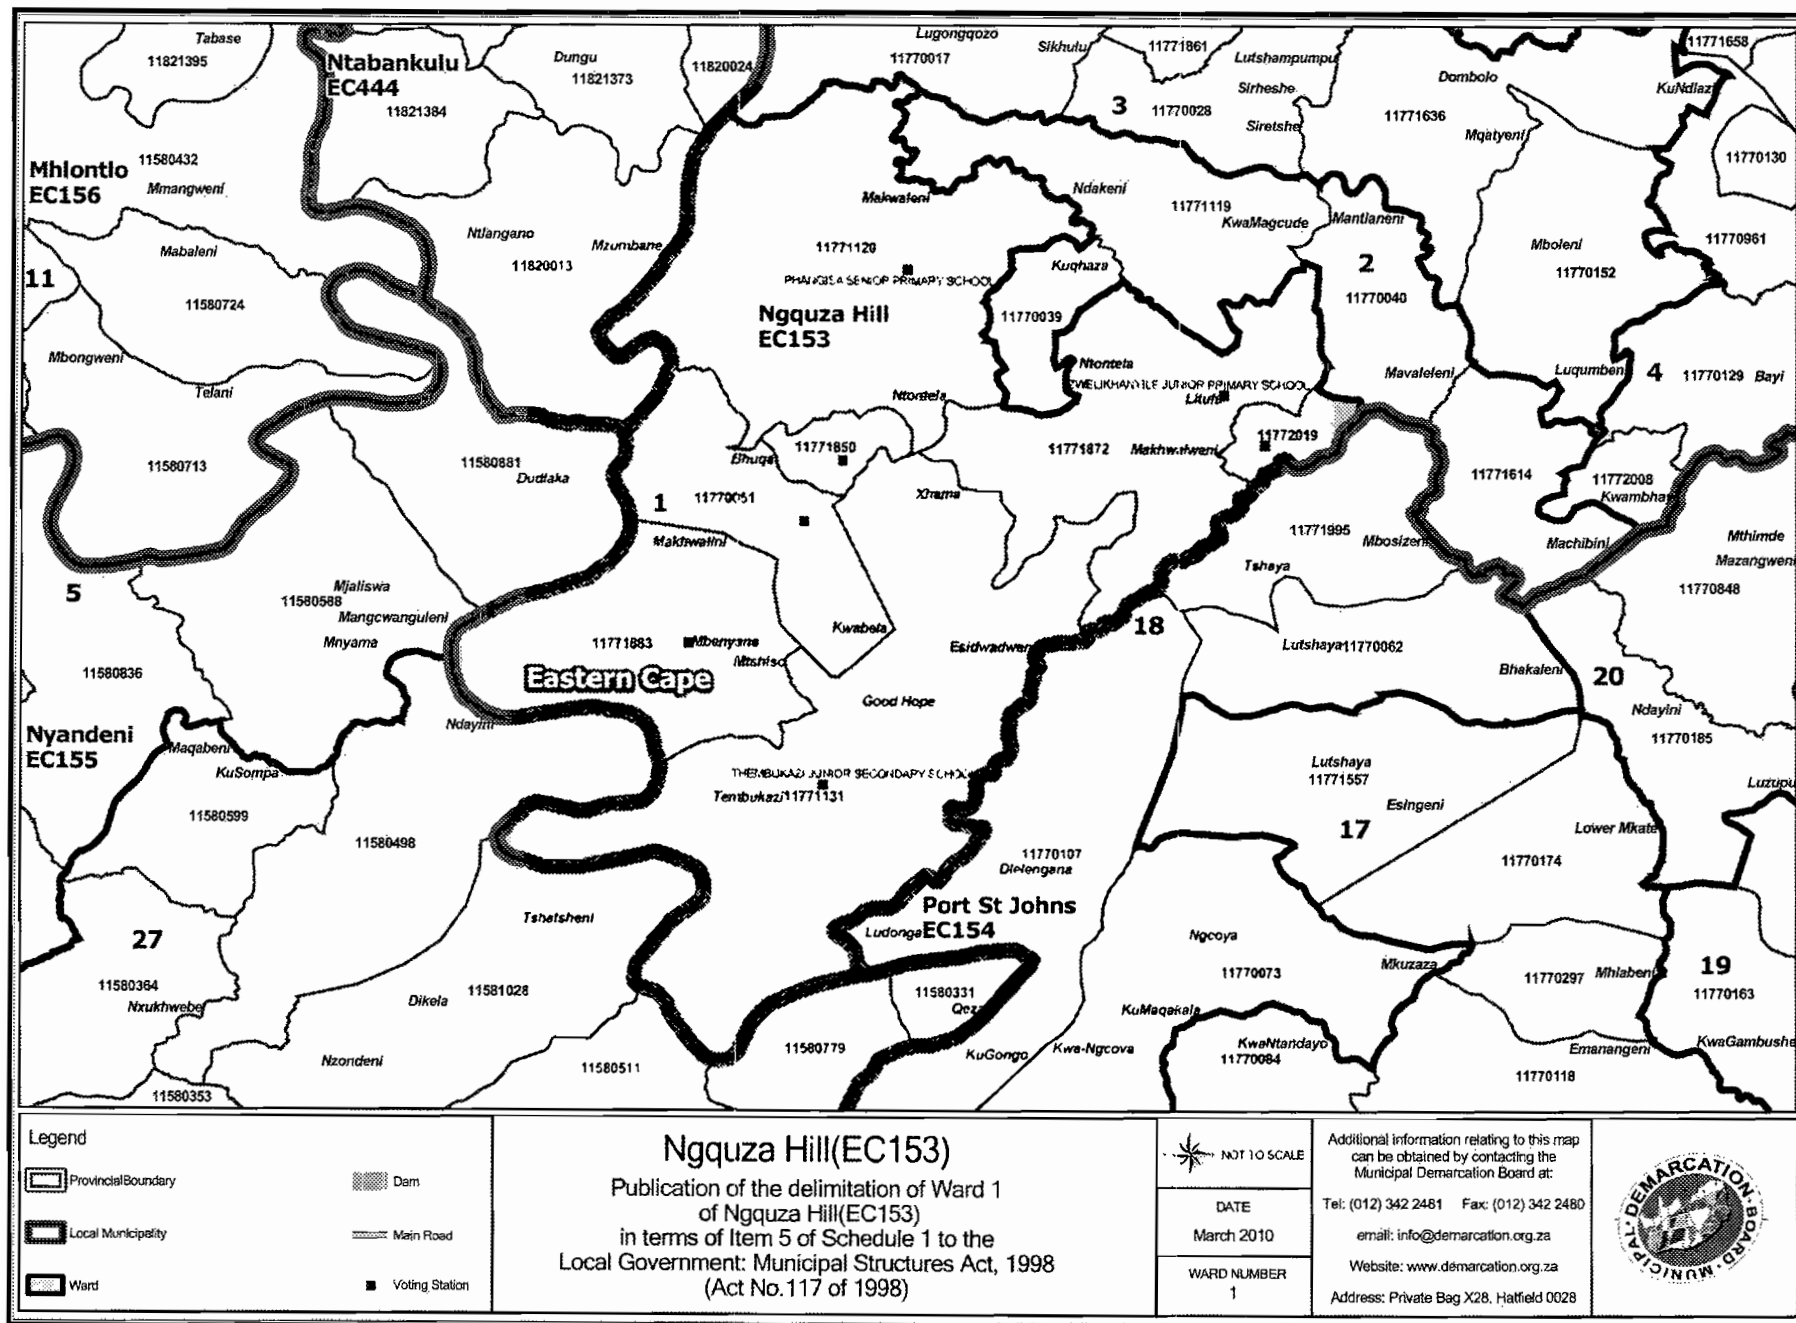 Tabase
11821395
Ntabankulu
EC444
11821384
Dungu
11821373
11820024
Lugongqozo
11770017
Sikhulu
11771861
3
11770028
Lutshampumpu
Sirheshe
Siretshe
11771636
Dombolo
Mqatyeni
11771658
KuNdlazi
11770130
Mhlontlo
EC156
11580432
Mmangweni
Ntlangano
11820013
Mzumbane
Makwaleni
Ndakeni
11771119
KwaMagcude
Mantlaneni
Mboleni
11770152
11770961
11
Mabaleni
11580724
11771120
PHANGISA SENIOR PRIMARY SCHOOL
Kuqhaza
2
11770040
Ngquza Hill
EC153
11770039
Mbongweni
Telani
Ntontela
Ntontela
ZWELIKHANYILE JUNIOR PRIMARY SCHOOL
Lituft
Mavaleleni
Luqumbeni
4
11770129
Bayi
11580713
11580881
Dudlaka
Bhuqa
11771850
11771872
Makhwalweni
11772019
1
11770051
Xhama
11771614
11772008
Kwambhayi
Makhwalini
11771995
Mbosizeni
Machibini
Mthimde
Mazangweni
5
Mjaliswa
11580588
Mangcwanguleni
Mnyama
Tshaya
11770848
11771883
Mbenyana
Mtshiso
Kwabela
Esidwadweni
18
Lutshaya 11770062
Bhakaleni
20
11580836
Eastern Cape
Good Hope
Ndayini
Nyandeni
EC155
Maqabeni
KuSompa
Ndayini
11770185
THEMBUKAZI JUNIOR SECONDARY SCHOOL
Tembukazi 11771131
Lutshaya
11771557
Luzupu
11580599
11580498
Esingeni
17
Lower Mkata
11770107
Dlelengana
11770174
Tshatsheni
Port St Johns
EC154
Ludonga
27
Ngcoya
11770073
Mkuzaza
11770297
Mhlabeni
19
11770163
11580364
Nxukhwebe
Dikela
11581028
11580331
Qeza
KuMaqakala
Nzondeni
11580779
KuGongo
Kwa-Ngcova
KwaNtandayo
11770084
Emanangeni
11770118
KwaGambushe
11580511
11580353
Legend
Provincial Boundary
Dam
Local Municipality
Main Road
Ward
Voting Station
Ngquza Hill(EC153)
Publication of the delimitation of Ward 1
of Ngquza Hill(EC153)
in terms of Item 5 of Schedule 1 to the
Local Government: Municipal Structures Act, 1998
(Act No.117 of 1998)
NOT TO SCALE
DATE
March 2010
WARD NUMBER
1
Additional information relating to this map
can be obtained by contacting the
Municipal Demarcation Board at:
Tel: (012) 342 2481 Fax: (012) 342 2480
email: info@demarcation.org.za
Website: www.demarcation.org.za
Address: Private Bag X28, Hatfield 0028
MUNICIPAL DEMARCATION BOARD